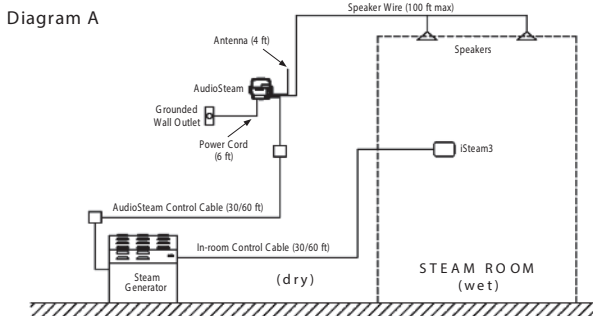 Diagram A
Speaker Wire (100 ft max)
Antenna (4 ft)
Speakers
AudioSteam
Grounded
Wall Outlet
Power Cord
(6 ft)
iSteam3
AudioSteam Control Cable (30/60 ft)
In-room Control Cable (30/60 ft)
Steam
Generator
(dry)
STEAM ROOM
(wet)